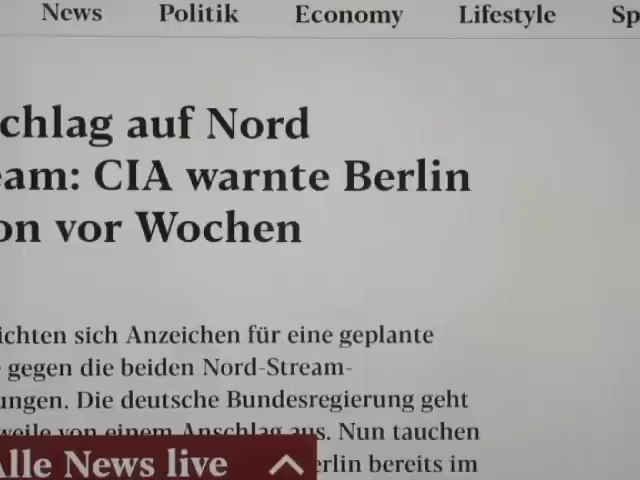 News Politik Economy Lifestyle Sp
chlag auf Nord
eam: CIA warnte Berlin
on vor Wochen
ichten sich Anzeichen für eine geplante
gegen die beiden Nord-Stream-
ungen. Die deutsche Bundesregierung geht
weile von einem Anschlag aus. Nun tauchen
Alle News live erlin bereits im